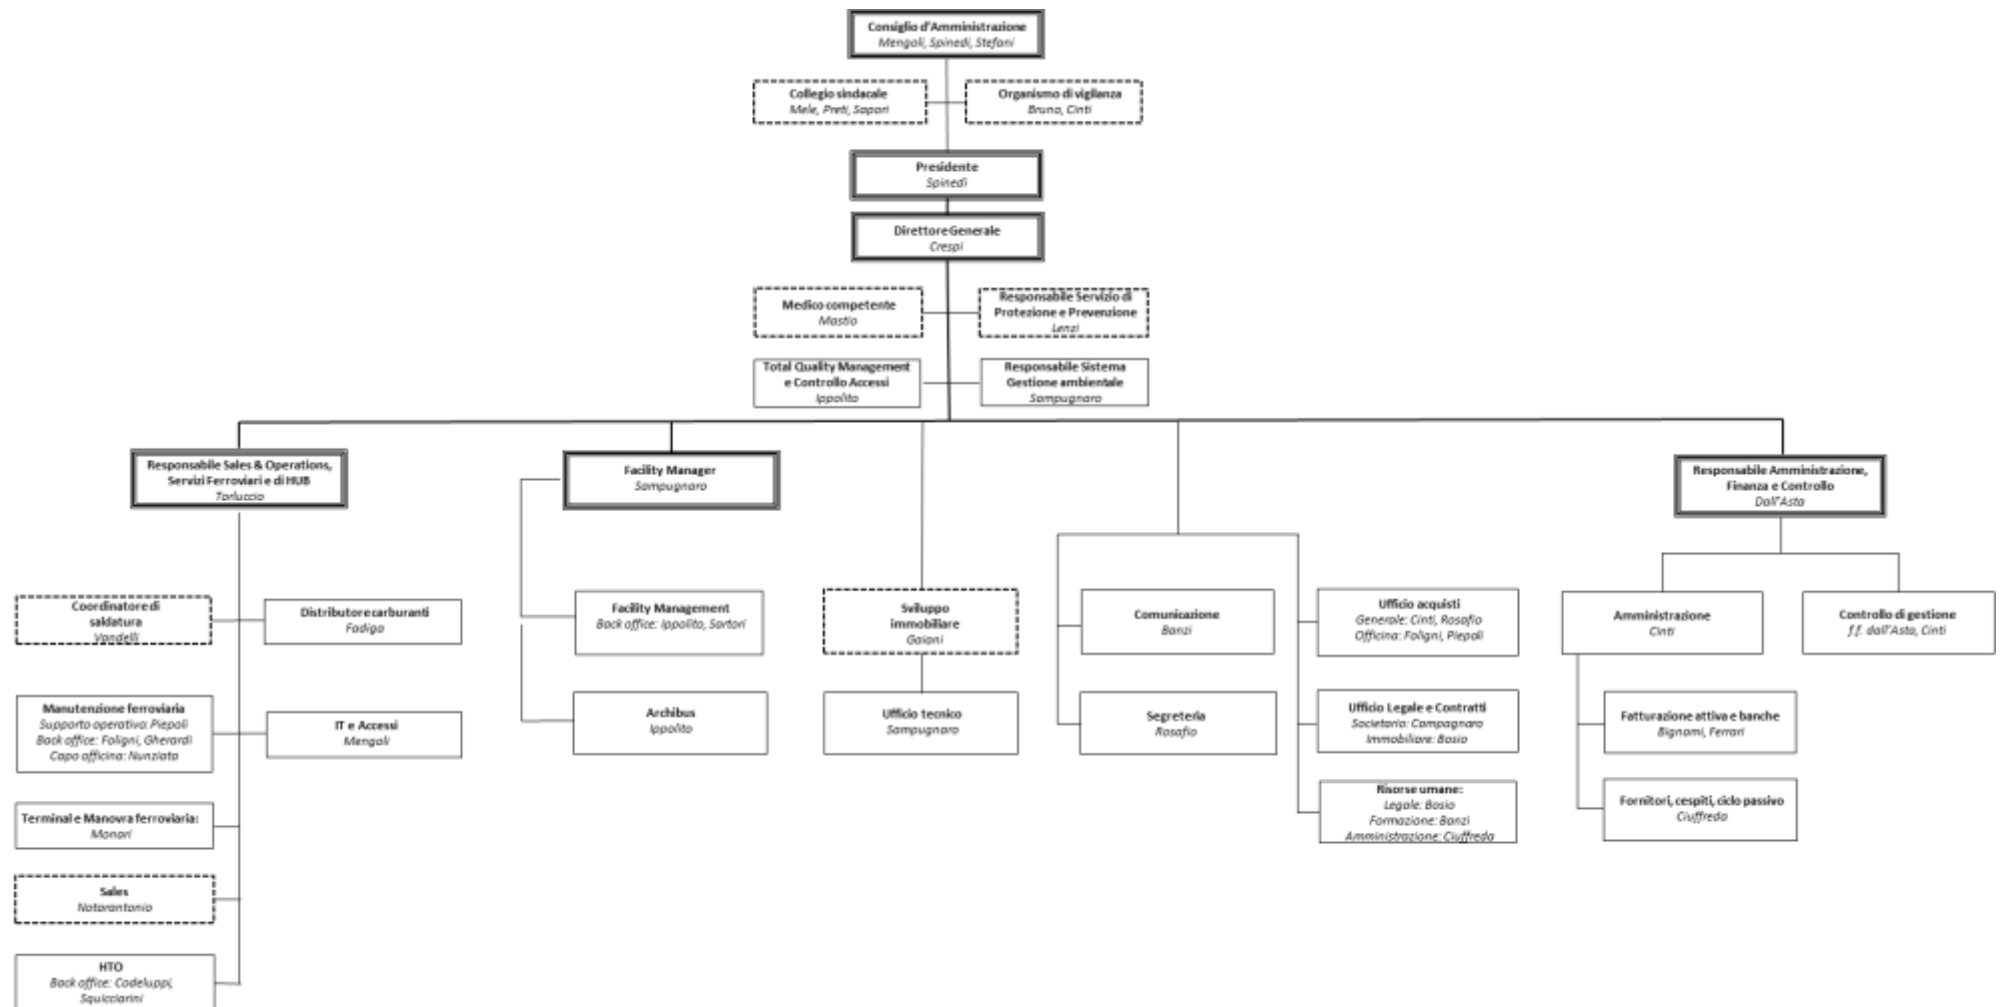 Consiglio d'Amministrazione
Mengoli, Spinedi, Stefani
Collegio sindacale
Mele, Preti, Sapori
Organismo di vigilanza
Bruno, Cinti
Presidente
Spinedi
Direttore Generale
Crespi
Medico competente
Mastio
Responsabile Servizio di
Protezione e Prevenzione
Lenzi
Total Quality Management
e Controllo Accessi
Ippolito
Responsabile Sistema
Gestione ambientale
Sampugnaro
Responsabile Sales & Operations,
Servizi Ferroviari e di HUB
Tarluccio
Facility Manager
Sampugnaro
Responsabile Amministrazione,
Finanza e Controllo
Dall'Asta
Coordinatore di
saldatura
Vandelli
Distributore carburanti
Fadiga
Manutenzione ferroviaria
Supporto operativo: Piepoli
Back office: Foligni, Gherardi
Capo officina: Nunziata
IT e Accessi
Mengoli
Terminal e Manovra ferroviaria:
Monari
Sales
Notarantonio
HTO
Back office: Codeluppi,
Squicciarini
Facility Management
Back office: Ippolito, Sartori
Archibus
Ippolito
Sviluppo
immobiliare
Gaiani
Ufficio tecnico
Sampugnaro
Comunicazione
Banzi
Segreteria
Rosafio
Ufficio acquisti
Generale: Cinti, Rosafio
Officina: Foligni, Piepoli
Ufficio Legale e Contratti
Societario: Campagnaro
Immobiliare: Bosio
Risorse umane:
Legale: Bosio
Formazione: Banzi
Amministrazione: Ciuffreda
Amministrazione
Cinti
Controllo di gestione
f.f. dall'Asta, Cinti
Fatturazione attiva e banche
Bignami, Ferrari
Fornitori, cespiti, ciclo passivo
Ciuffreda